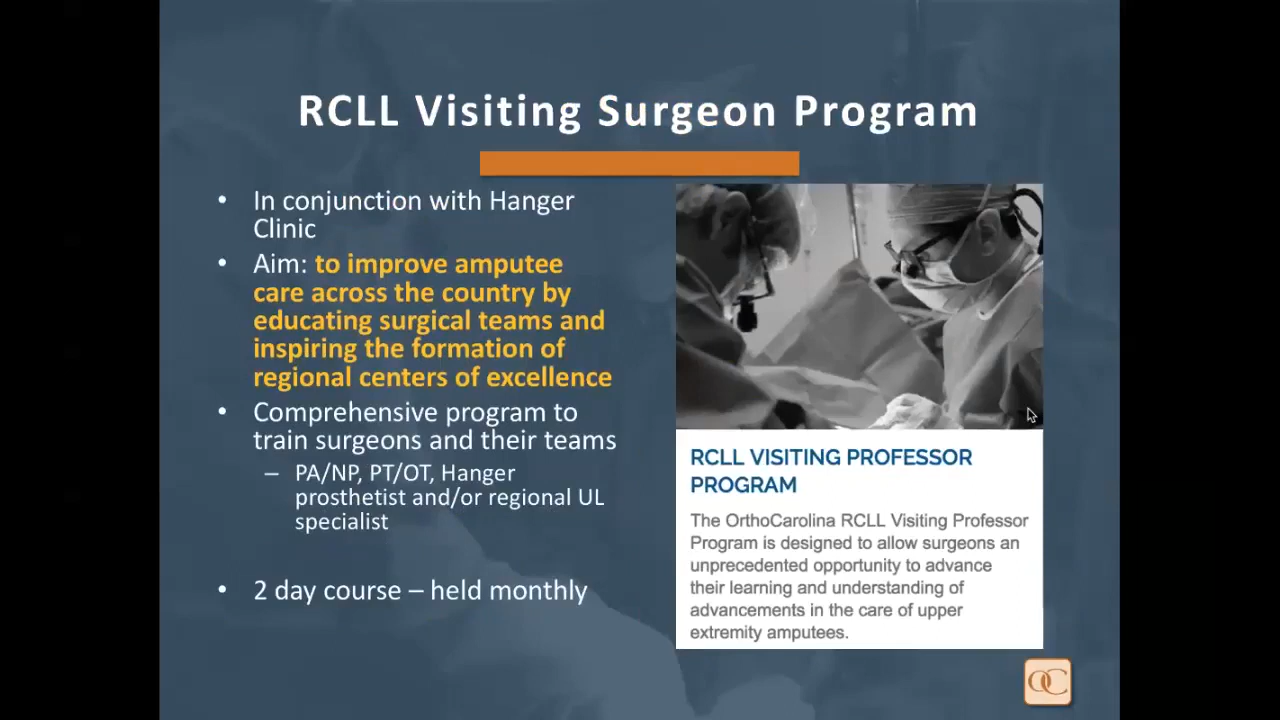 RCLL Visiting Surgeon Program
• In conjunction with Hanger
Clinic
• Aim: to improve amputee
care across the country by
educating surgical teams and
inspiring the formation of
regional centers of excellence
• Comprehensive program to
train surgeons and their teams
– PA/NP, PT/OT, Hanger
prosthetist and/or regional UL
specialist
• 2 day course – held monthly
RCLL VISITING PROFESSOR
PROGRAM
The OrthoCarolina RCLL Visiting Professor
Program is designed to allow surgeons an
unprecedented opportunity to advance
their learning and understanding of
advancements in the care of upper
extremity amputees.
OC